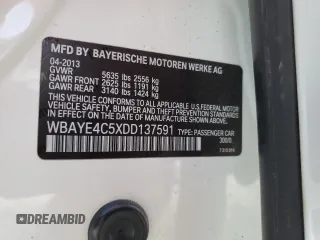 MFD BY BAYERISCHE MOTOREN WERKE AG
04-2013
GVWR 5635 lbs 2556 kg
GAWR FRONT 2625 lbs 1191 kg
GAWR REAR 3140 lbs 1424 kg
THIS VEHICLE CONFORMS TO ALL APPLICABLE U.S. FEDERAL MOTOR
VEHICLE SAFETY, BUMPER, AND THEFT PREVENTION STANDARDS IN
EFFECT ON THE DATE OF MANUFACTURE SHOWN ABOVE.
WBAYE4C5XDD137591 TYPE: PASSENGER CAR
DREAMBID